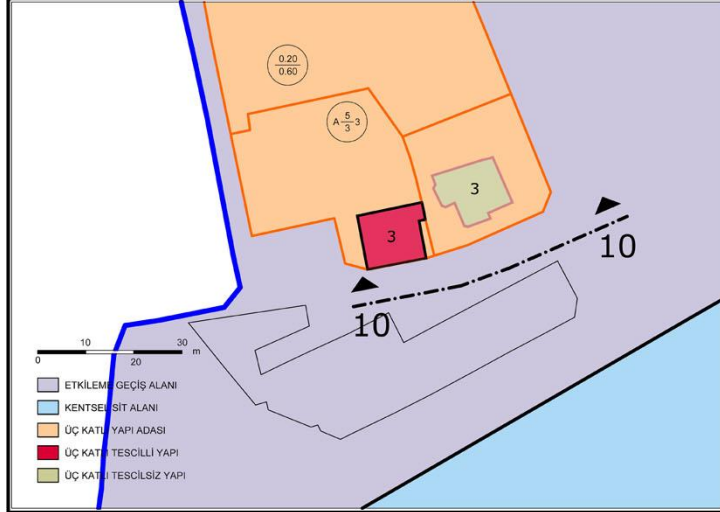 0.20
0.60
A 5 3
3
3
3
10
10
10
30
m
0
20
ETKİLEME GEÇİŞ ALANI
KENTSEL SİT ALANI
ÜÇ KATLI YAPI ADASI
ÜÇ KATLI TESCİLLİ YAPI
ÜÇ KATLI TESCİLSİZ YAPI